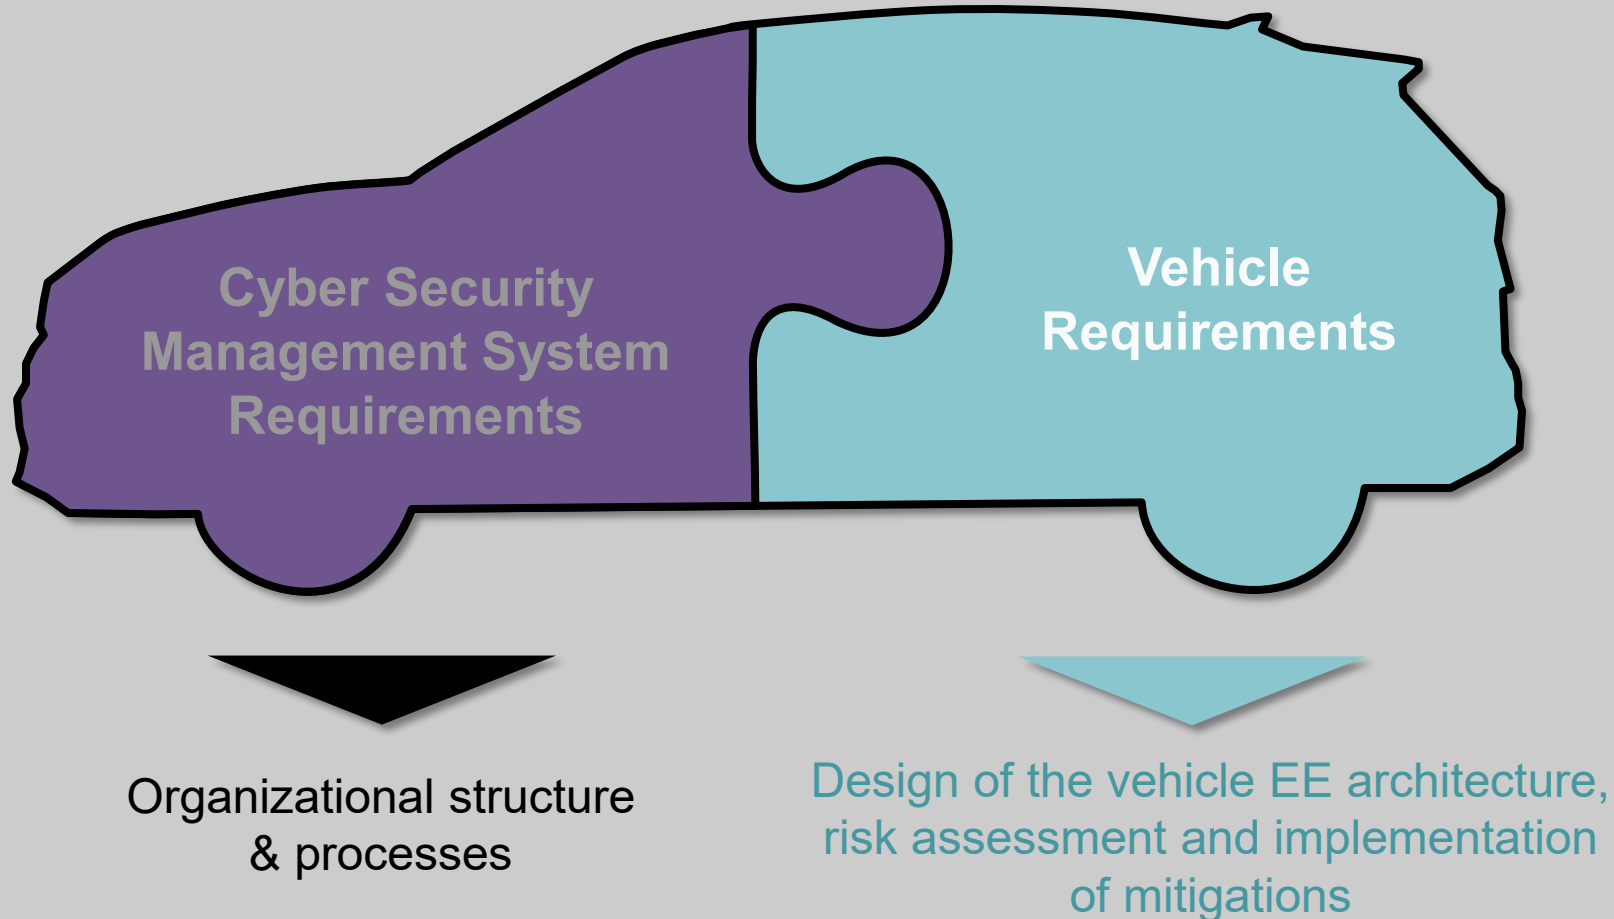 Cyber Security
Management System
Requirements
Vehicle
Requirements
Organizational structure
& processes
Design of the vehicle EE architecture,
risk assessment and implementation
of mitigations